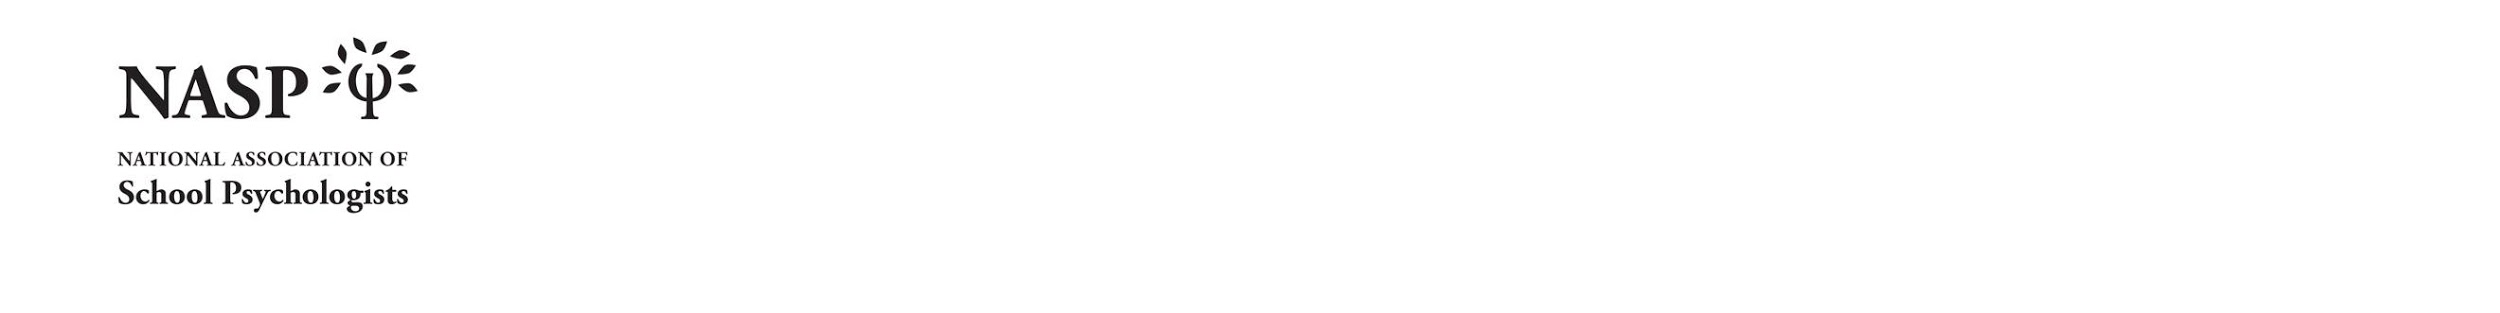 NASP
NATIONAL ASSOCIATION OF
School Psychologists